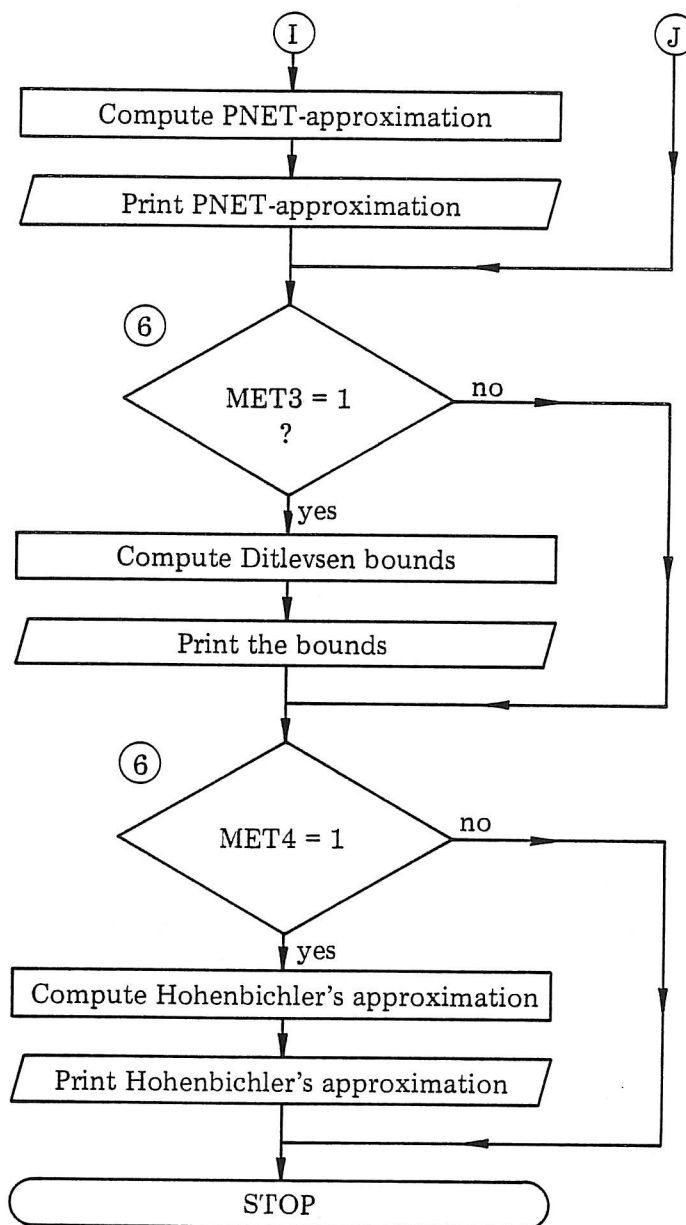 I
J
Compute PNET-approximation
Print PNET-approximation
6
MET3 = 1
?
no
yes
Compute Ditlevsen bounds
Print the bounds
6
MET4 = 1
no
yes
Compute Hohenbichler's approximation
Print Hohenbichler's approximation
STOP